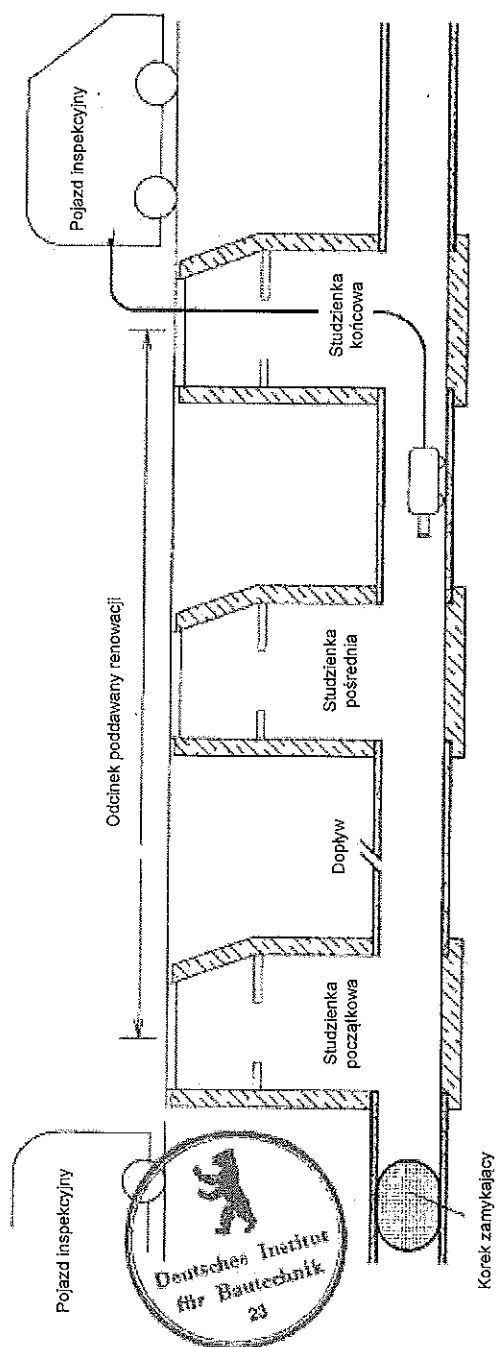 Pojazd inspekcyjny
Odcinek poddawany renowacji
Pojazd inspekcyjny
Studzienka
początkowa
Dopływ
Studzienka
pośrednia
Studzienka
końcowa
Korek zamykający
Deutsches Institut
für Bautechnik
23